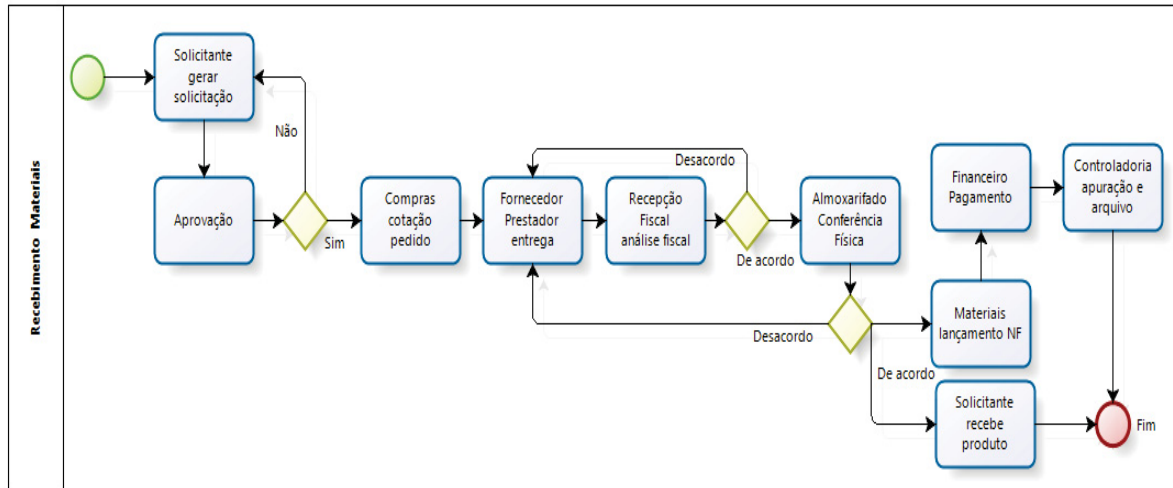 Recebimento Materiais
Solicitante
gerar
solicitação
Não
Aprovação
Sim
Compras
cotação
pedido
Fornecedor
Prestador
entrega
Recepção
Fiscal
análise fiscal
Desacordo
De acordo
Almoxarifado
Conferência
Física
Desacordo
De acordo
Materiais
lançamento NF
Financeiro
Pagamento
Controladoria
apuração e
arquivo
Solicitante
recebe
produto
Fim